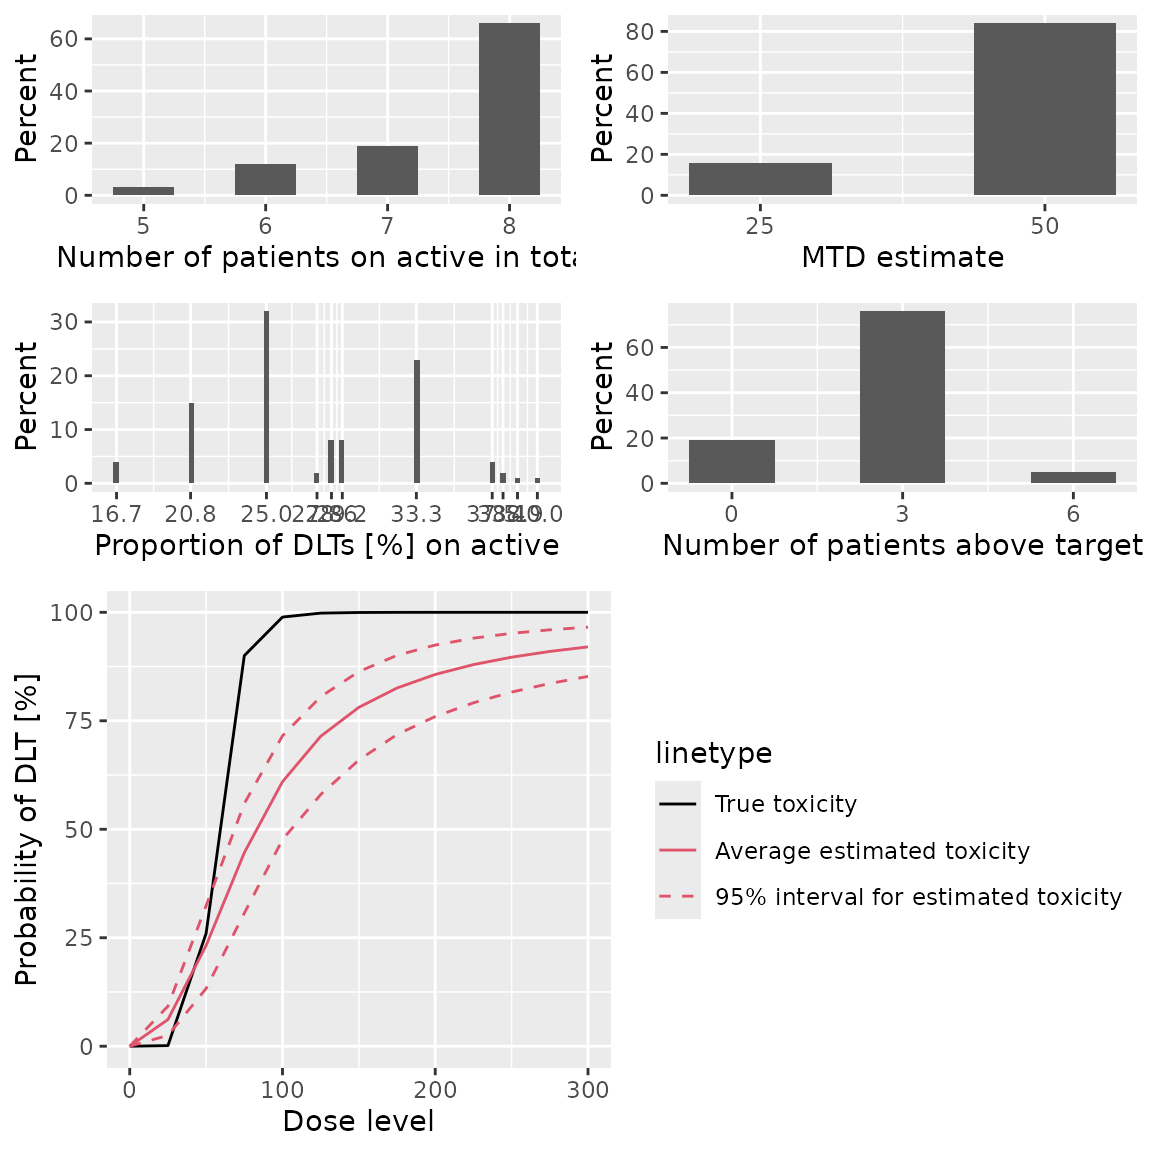 Percent
60
40
20
0
5 6 7 8
Number of patients on active in tota
Percent
80
60
40
20
0
25 50
MTD estimate
Percent
30
20
10
0
16.7 20.8 25.0 33.3
Proportion of DLTs [%] on active
Percent
60
40
20
0
0 3 6
Number of patients above target
Probability of DLT [%]
100
75
50
25
0
0 100 200 300
Dose level
linetype
True toxicity
Average estimated toxicity
95% interval for estimated toxicity